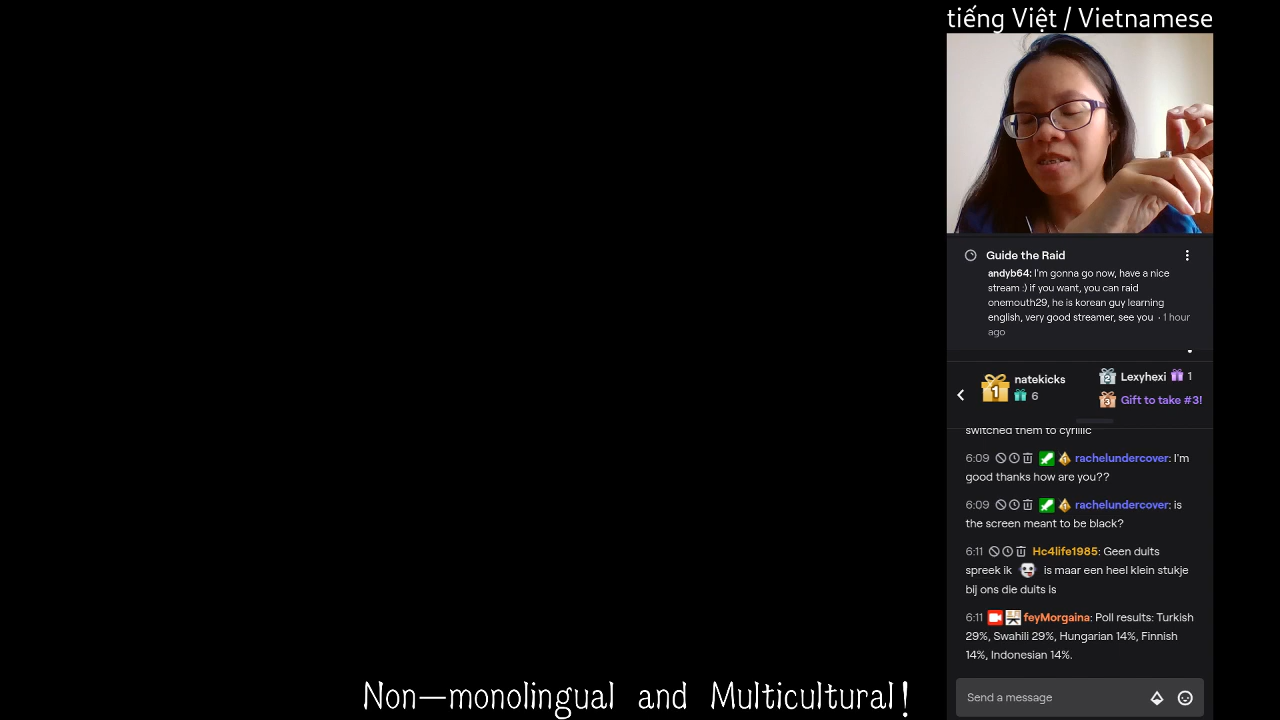 tiếng Việt / Vietnamese
Guide the Raid
andyb64: I'm gonna go now, have a nice
stream :) if you want, you can raid
onemouth29, he is korean guy learning
english, very good streamer, see you · 1 hour
ago
natekicks
6
Lexyhexi 1
Gift to take #3!
switched them to cyrillic
6:09 rachelundercover: I'm
good thanks how are you??
6:09 rachelundercover: is
the screen meant to be black?
6:11 Hc4life1985: Geen duits
spreek ik is maar een heel klein stukje
bij ons die duits is
6:11 feyMorgaina: Poll results: Turkish
29%, Swahili 29%, Hungarian 14%, Finnish
14%, Indonesian 14%.
Send a message
Non-monolingual and Multicultural!